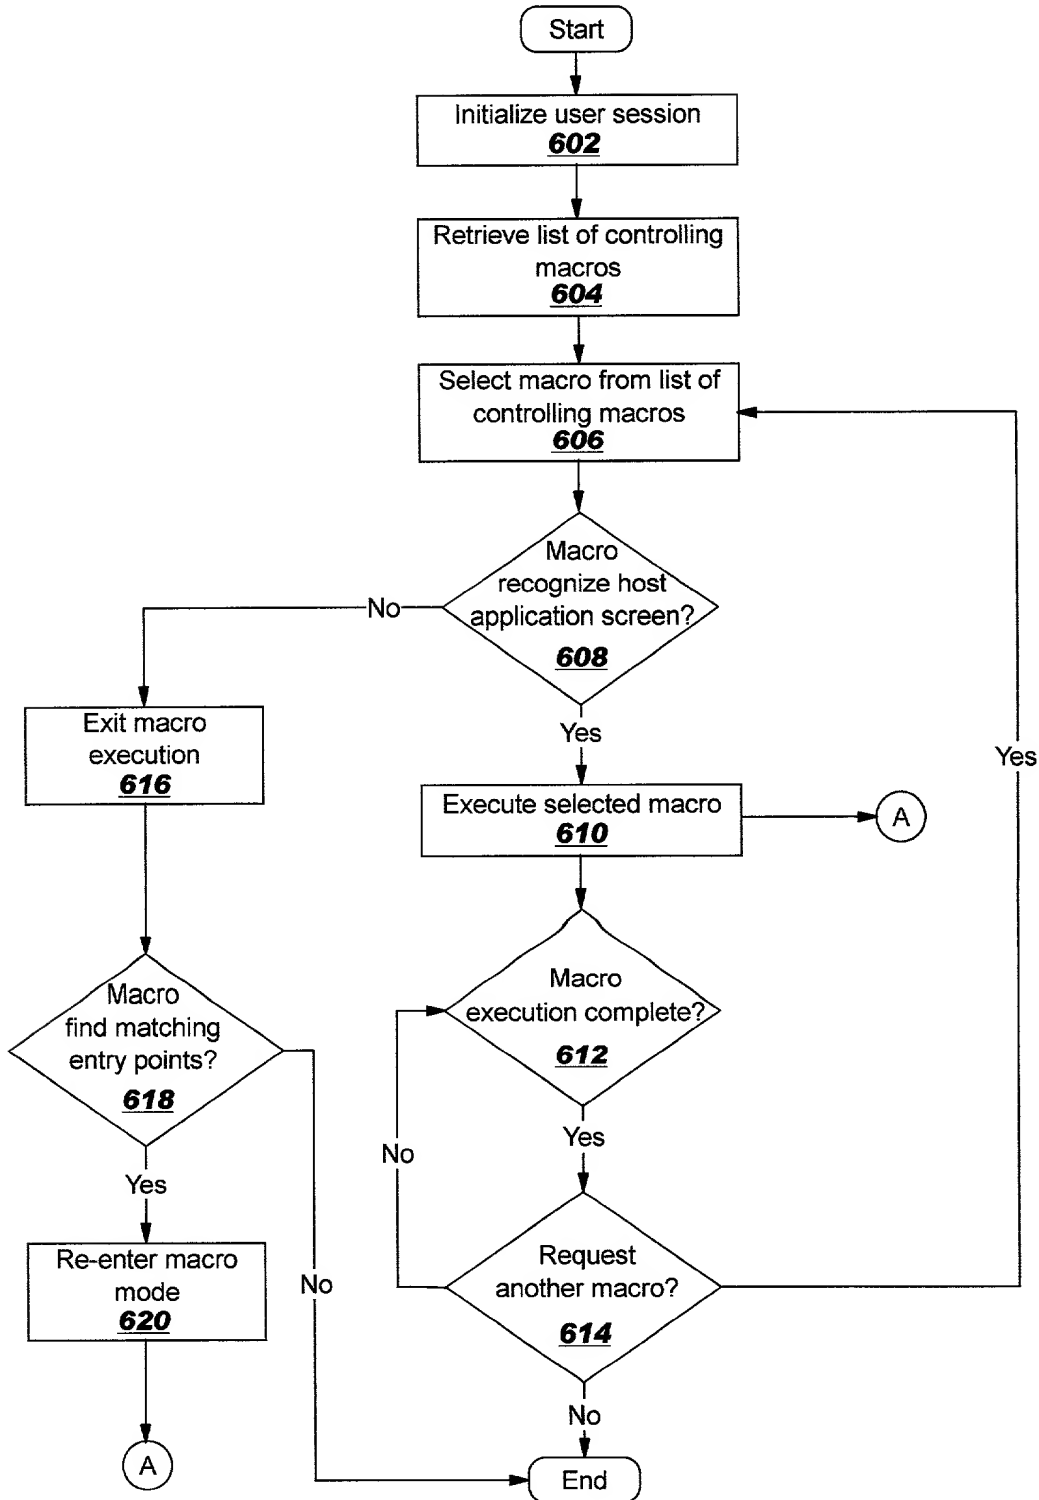 Start
Initialize user session
602
Retrieve list of controlling
macros
604
Select macro from list of
controlling macros
606
Macro
recognize host
application screen?
608
No
Yes
Exit macro
execution
616
Execute selected macro
610
A
Yes
Macro
find matching
entry points?
618
Macro
execution complete?
612
Yes
No
Yes
Re-enter macro
mode
620
No
Request
another macro?
614
No
A
End